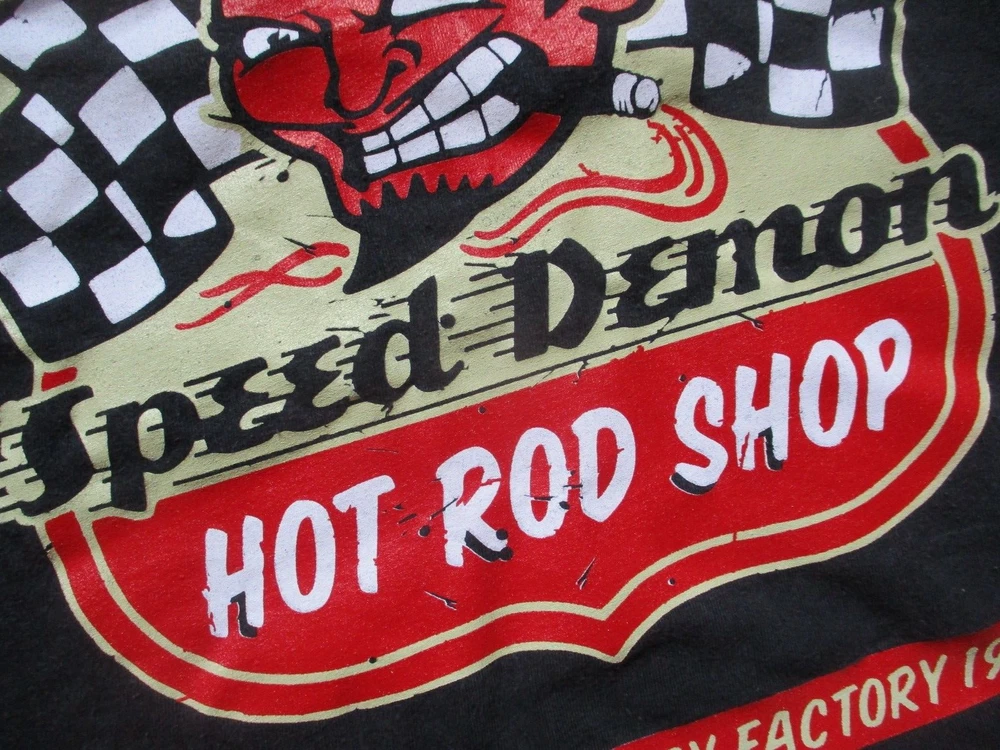 Speed Demon
HOT ROD SHOP
FACTORY